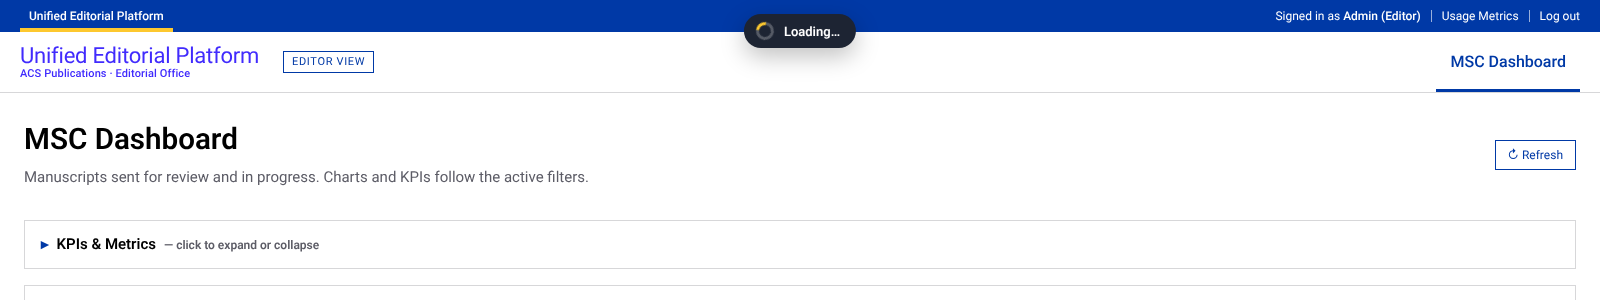 Unified Editorial Platform
Signed in as Admin (Editor) | Usage Metrics | Log out
Loading...
Unified Editorial Platform
ACS Publications · Editorial Office
EDITOR VIEW
MSC Dashboard
MSC Dashboard
Manuscripts sent for review and in progress. Charts and KPIs follow the active filters.
↻ Refresh
▶ KPIs & Metrics — click to expand or collapse